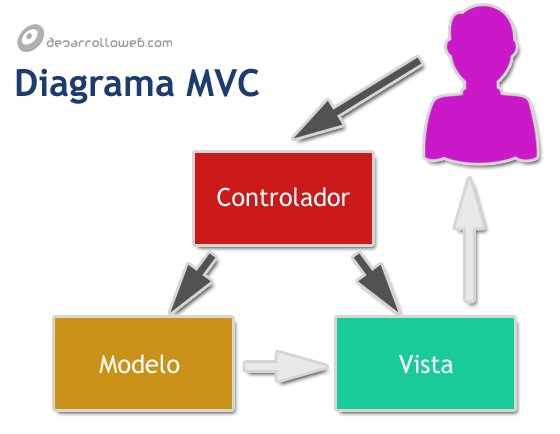 desarrolloweb.com
Diagrama MVC
Controlador
Modelo
Vista